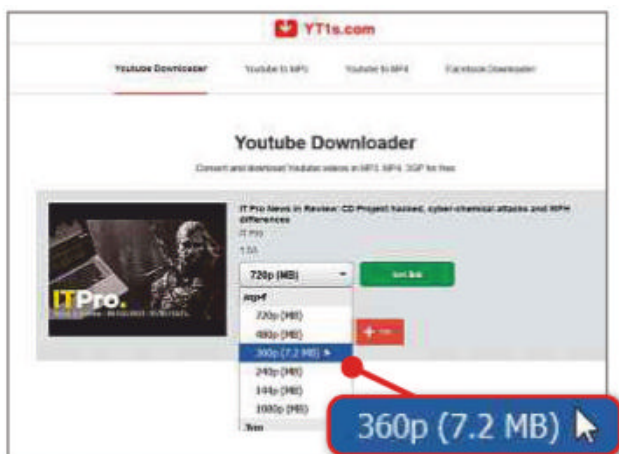 YT1s.com
Youtube Downloader
Youtube to MP3
Youtube to MP4
Facebook Downloader
Youtube Downloader
Convert and download Youtube videos in MP3, MP4, 3GP for free
IT Pro News in Review: CD Projekt hacked, cyber-chemical attacks and MPH differences
IT Pro
ITPro.
720p (MB)
Get link
mp4
720p (MB)
480p (MB)
360p (7.2 MB)
240p (MB)
144p (MB)
1080p (MB)
360p (7.2 MB)